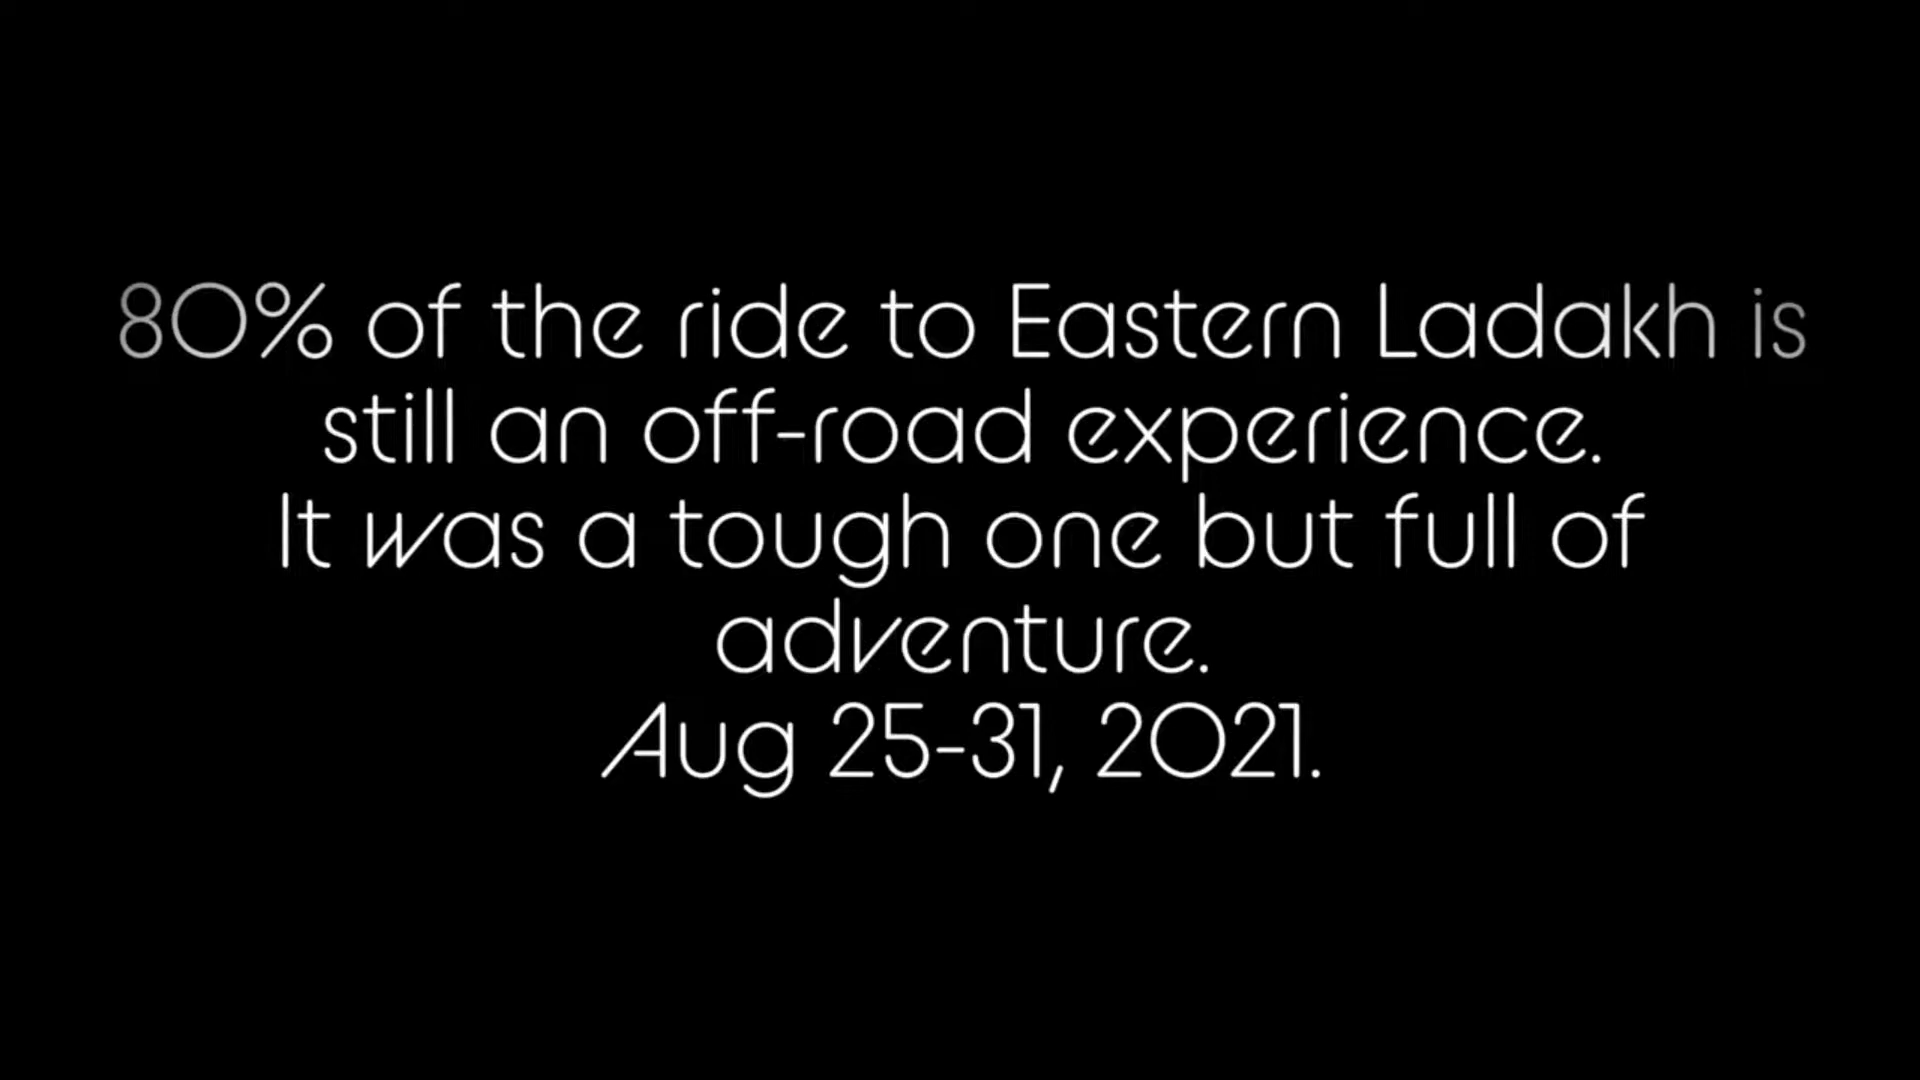 80% of the ride to Eastern Ladakh is
still an off-road experience.
It was a tough one but full of
adventure.
Aug 25-31, 2021.